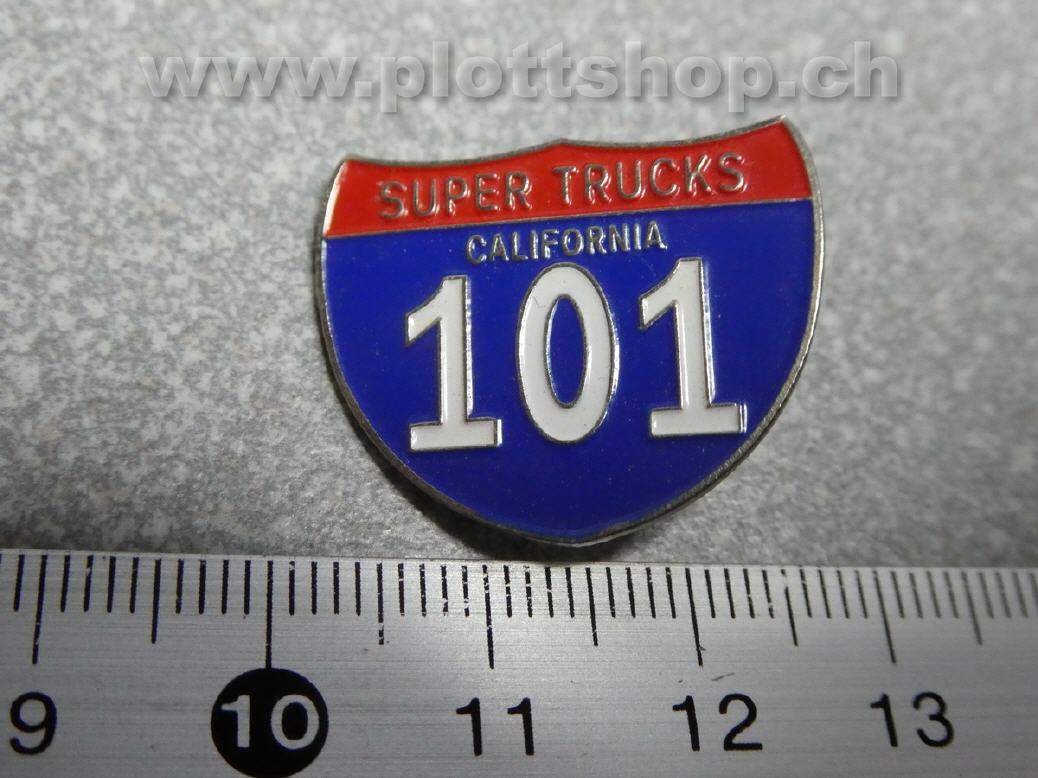 www.plottshop.ch
SUPER TRUCKS
CALIFORNIA
101
9 10 11 12 13